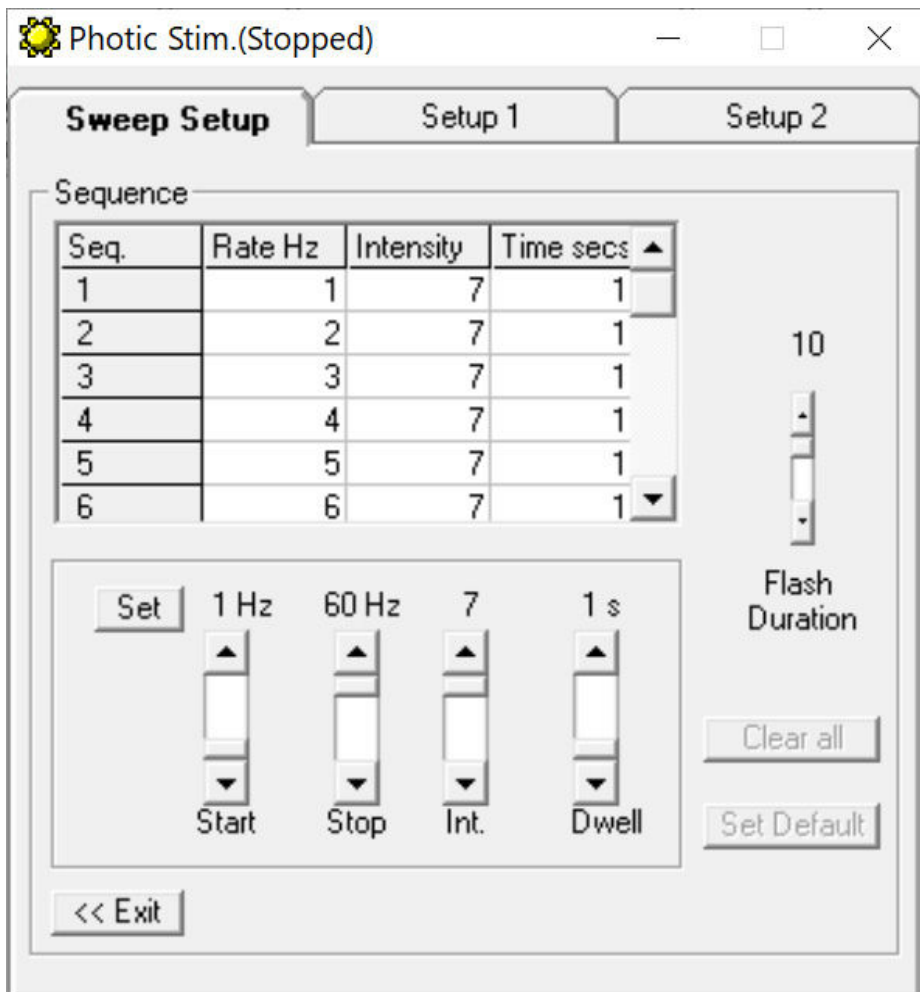 Photic Stim.(Stopped)
Sweep Setup Setup 1 Setup 2
Sequence
Seq. Rate Hz Intensity Time secs
1 1 7 1
2 2 7 1
3 3 7 1
4 4 7 1
5 5 7 1
6 6 7 1
10
Flash
Duration
Set 1 Hz 60 Hz 7 1 s
Start Stop Int. Dwell
Clear all
Set Default
<< Exit